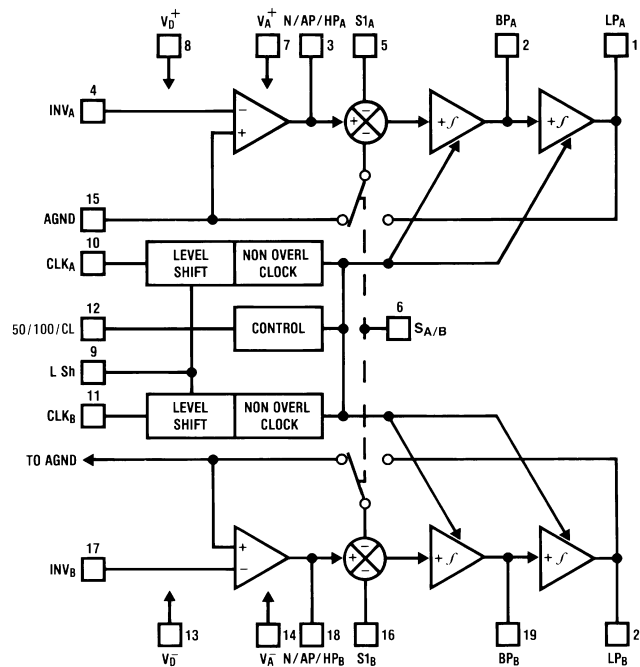 V_D^+ V_A^+ N/AP/HP_A S1_A BP_A LP_A
8 7 3 5 2 1
4
INV_A
− +
+ − −
+∫ +∫
15
AGND
10
CLK_A LEVEL SHIFT NON OVERL CLOCK
12
50/100/CL CONTROL
6
S_A/B
9
L Sh
11
CLK_B LEVEL SHIFT NON OVERL CLOCK
TO AGND
17
INV_B
+ −
+ − −
+∫ +∫
13 14 18 16 19 2
V_D^- V_A^- N/AP/HP_B S1_B BP_B LP_B